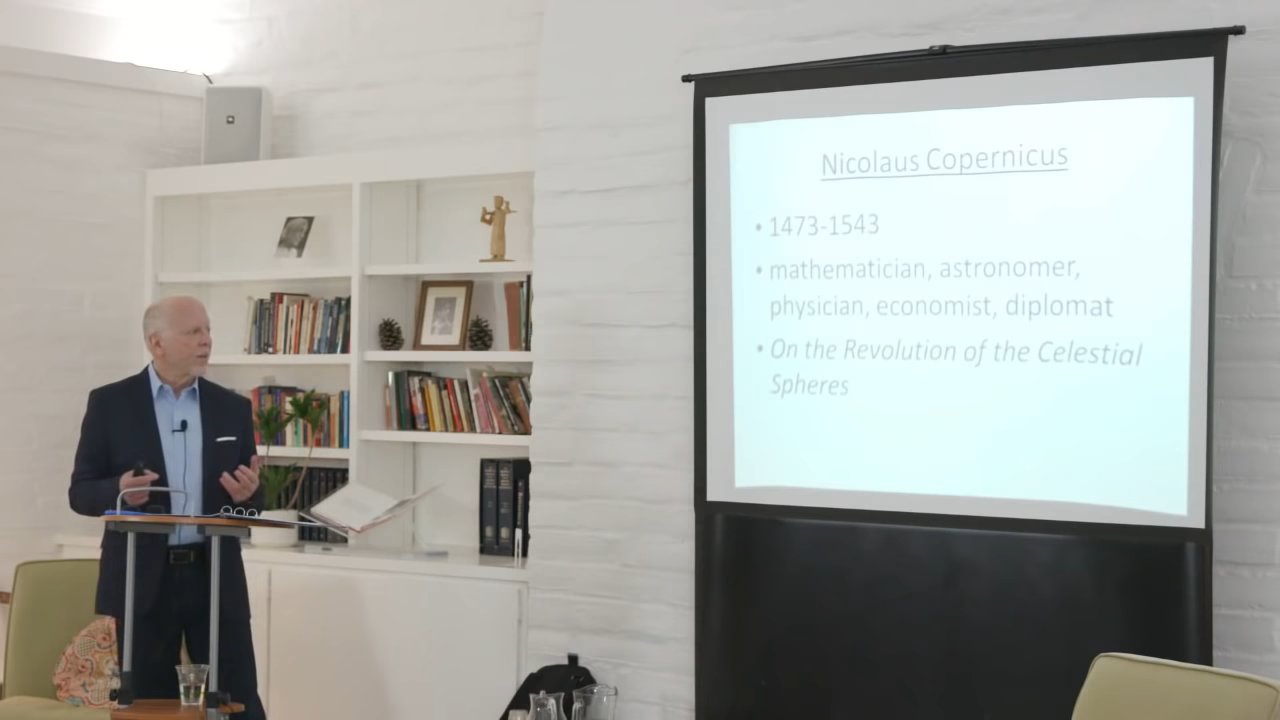 Nicolaus Copernicus
• 1473-1543
• mathematician, astronomer,
physician, economist, diplomat
• On the Revolution of the Celestial
Spheres